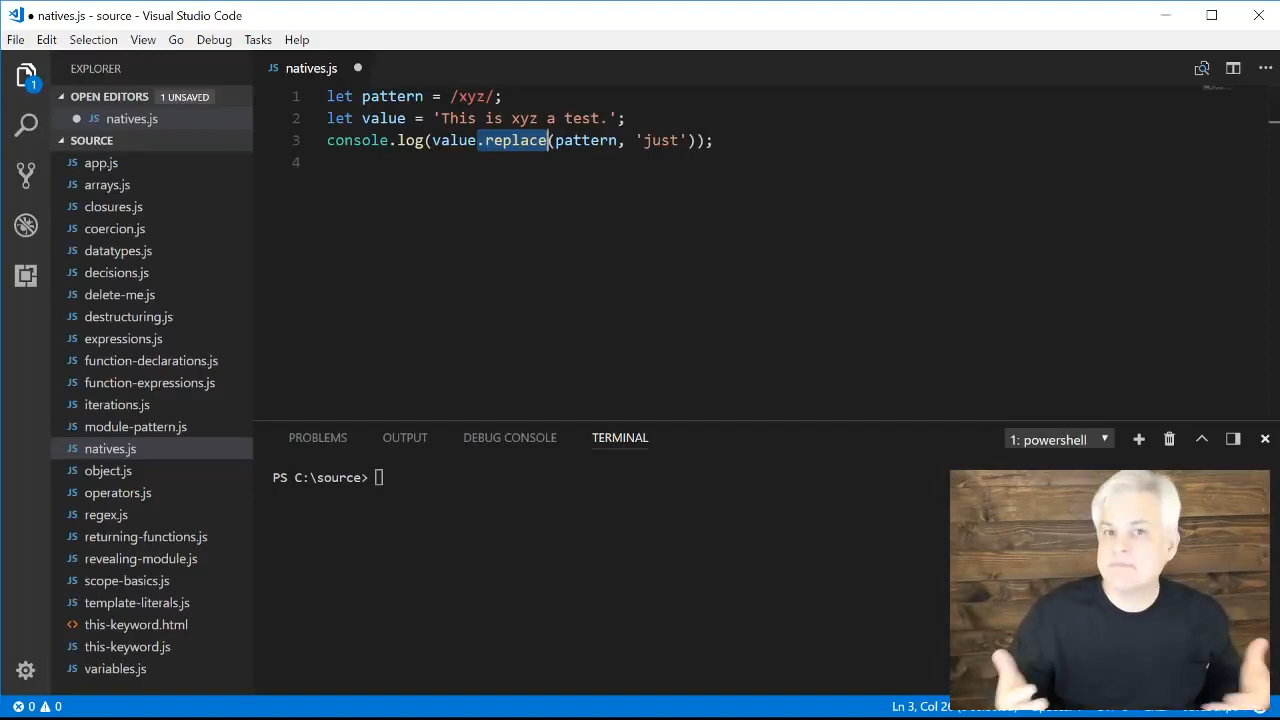 ● natives.js - source - Visual Studio Code
File Edit Selection View Go Debug Tasks Help
EXPLORER
OPEN EDITORS 1 UNSAVED
natives.js
SOURCE
app.js
arrays.js
closures.js
coercion.js
datatypes.js
decisions.js
delete-me.js
destructuring.js
expressions.js
function-declarations.js
function-expressions.js
iterations.js
module-pattern.js
natives.js
object.js
operators.js
regex.js
returning-functions.js
revealing-module.js
scope-basics.js
template-literals.js
this-keyword.html
this-keyword.js
variables.js
JS natives.js
1 let pattern = /xyz/;
2 let value = 'This is xyz a test.';
3 console.log(value.replace(pattern, 'just'));
4
PROBLEMS OUTPUT DEBUG CONSOLE TERMINAL
1: powershell
PS C:\source>
0 0
Ln 3, Col 26